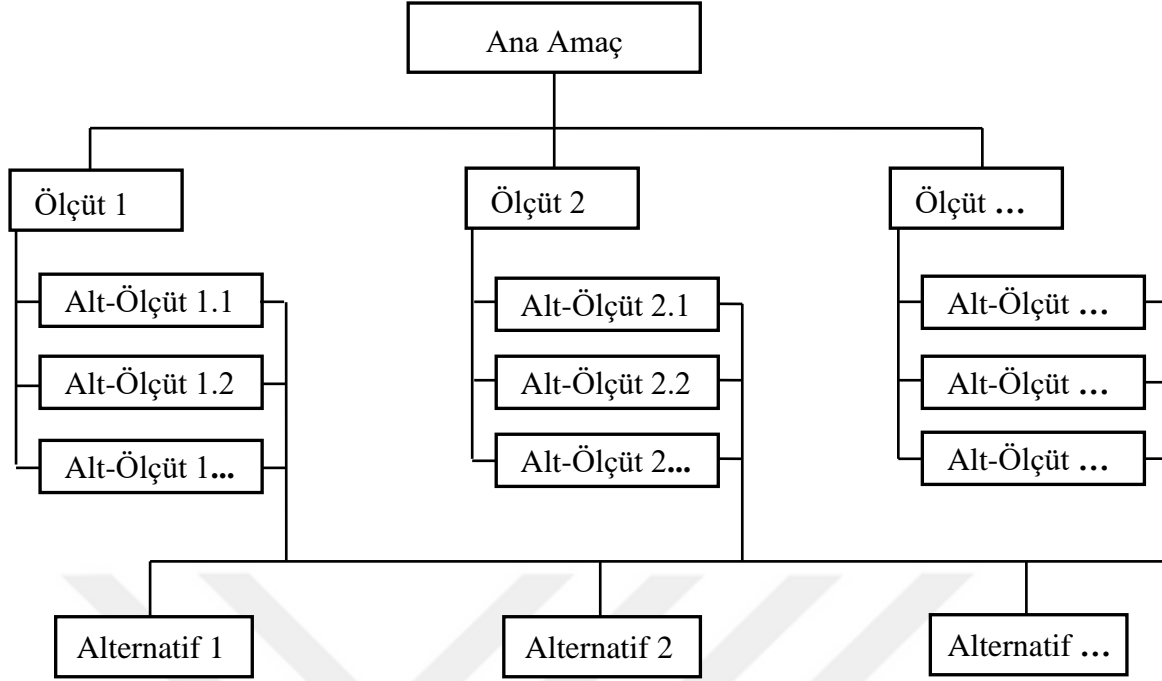 Ana Amaç
Ölçüt 1
Ölçüt 2
Ölçüt ...
Alt-Ölçüt 1.1
Alt-Ölçüt 2.1
Alt-Ölçüt ...
Alt-Ölçüt 1.2
Alt-Ölçüt 2.2
Alt-Ölçüt ...
Alt-Ölçüt 1...
Alt-Ölçüt 2...
Alt-Ölçüt ...
Alternatif 1
Alternatif 2
Alternatif ...